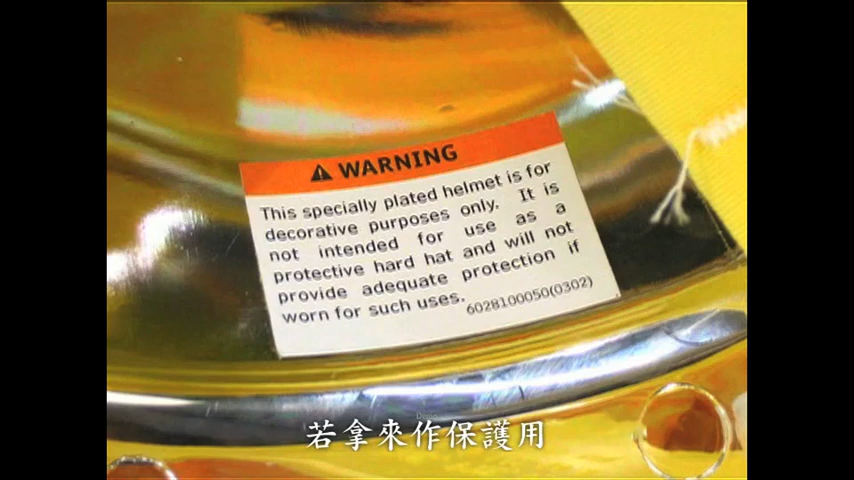 ⚠ WARNING
This specially plated helmet is for
decorative purposes only. It is
not intended for use as a
protective hard hat and will not
provide adequate protection if
worn for such uses.
6028100050(0302)
若拿來作保護用